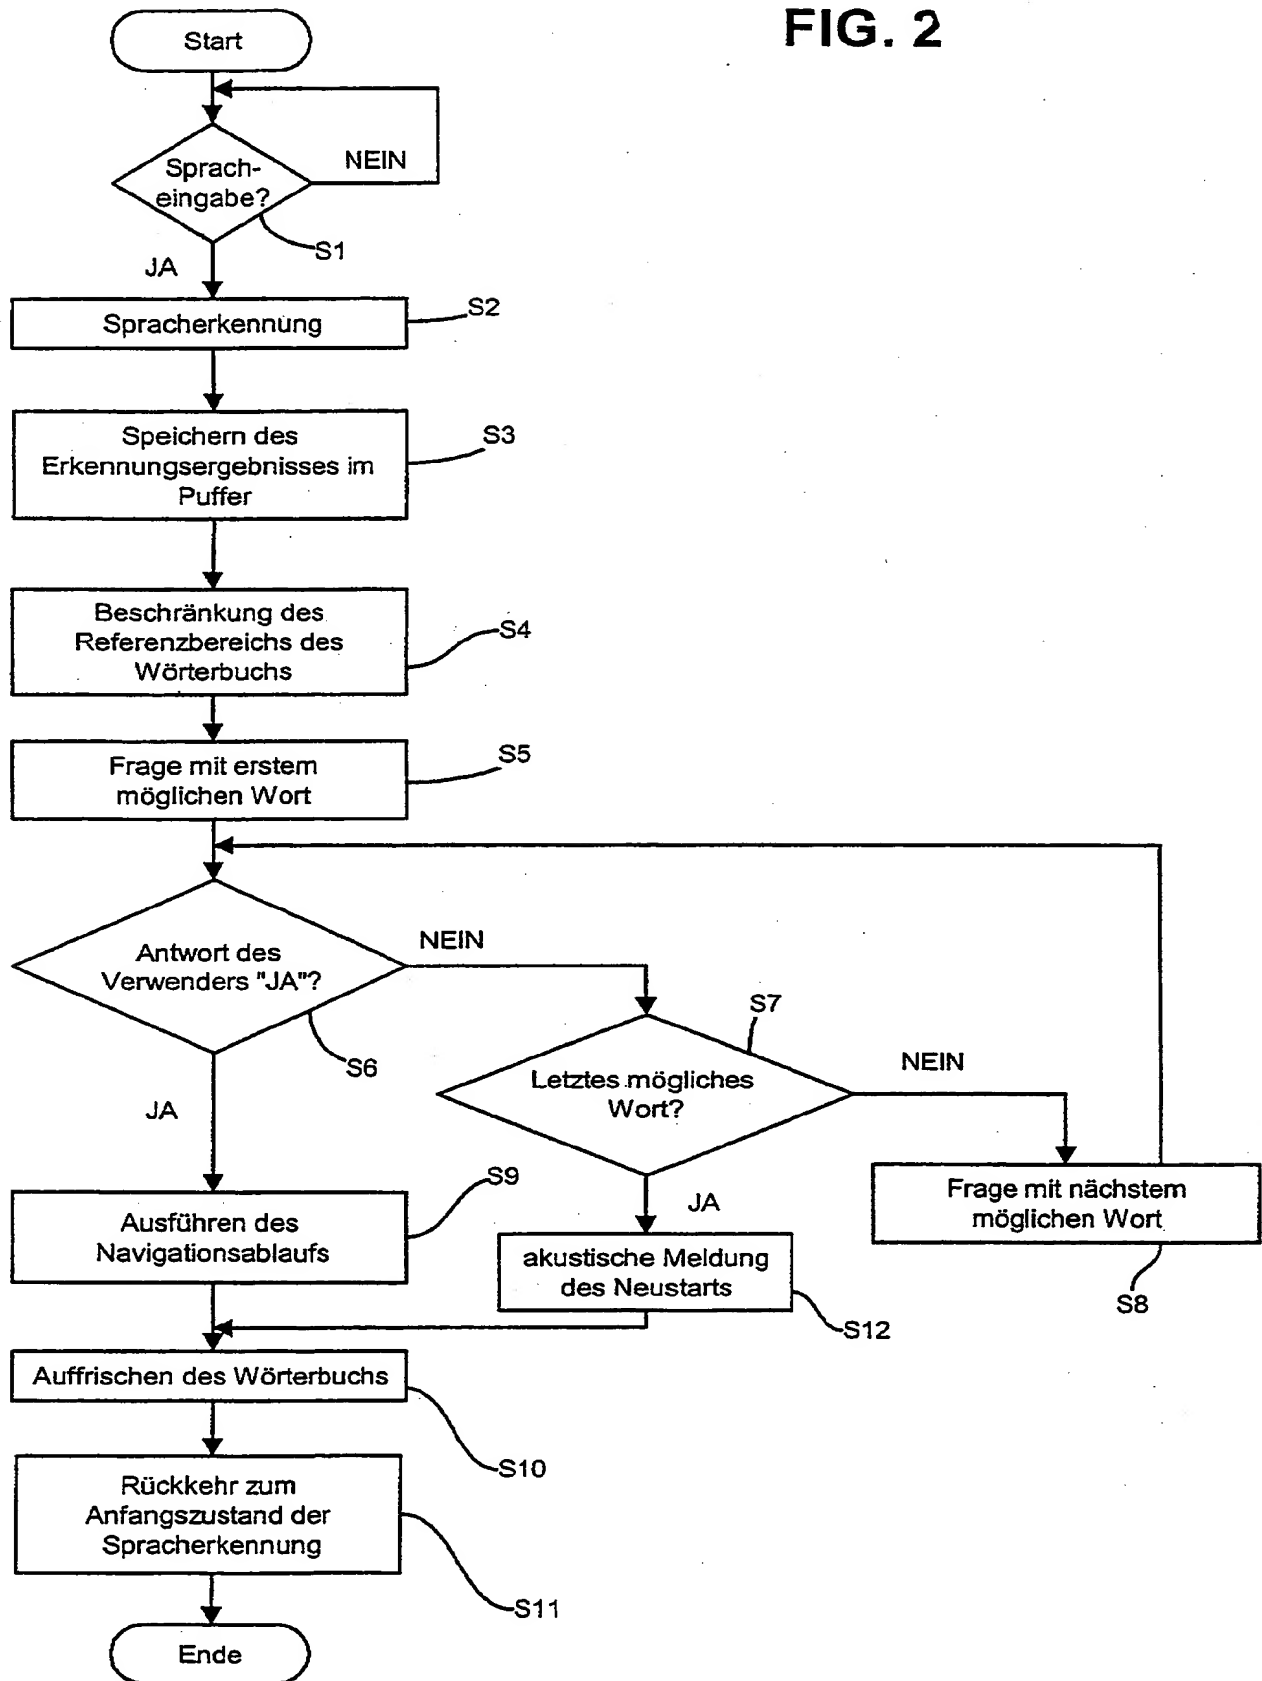 FIG. 2
Start
Sprach-
eingabe?
NEIN
S1
JA
Spracherkennung
S2
Speichern des
Erkennungsergebnisses im
Puffer
S3
Beschränkung des
Referenzbereichs des
Wörterbuchs
S4
Frage mit erstem
möglichen Wort
S5
Antwort des
Verwenders "JA"?
NEIN
S6
S7
Letztes mögliches
Wort?
NEIN
JA
JA
Frage mit nächstem
möglichen Wort
S8
Ausführen des
Navigationsablaufs
S9
akustische Meldung
des Neustarts
S12
Auffrischen des Wörterbuchs
S10
Rückkehr zum
Anfangszustand der
Spracherkennung
S11
Ende